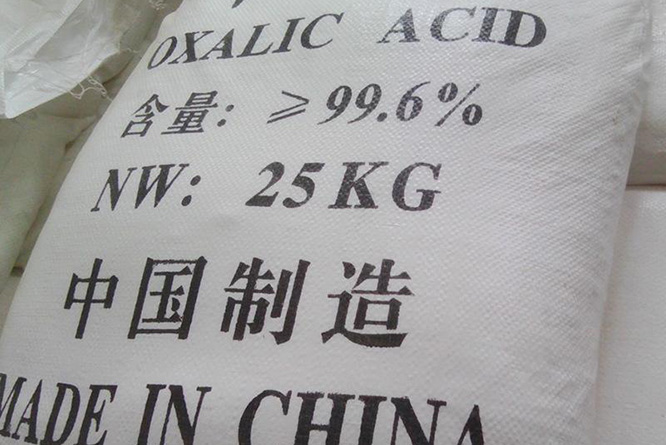 OXALIC ACID
含量: ≥99.6%
NW: 25KG
中国制造
MADE IN CHINA